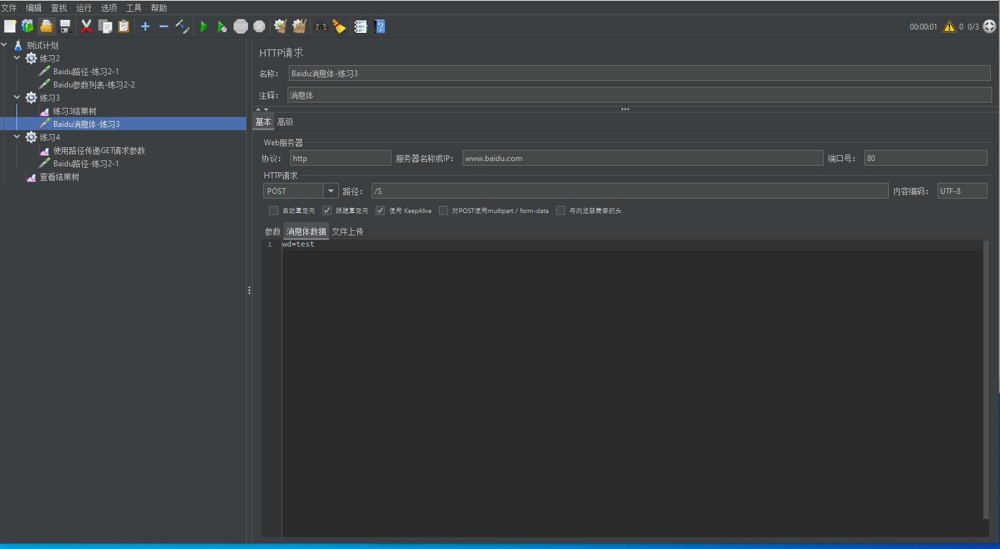 文件 编辑 查找 运行 选项 工具 帮助
STOP
00:00:01 0 0/3
测试计划
练习2
Baidu路径-练习2-1
Baidu参数列表-练习2-2
练习3
练习3结果树
Baidu消息体-练习3
练习4
使用路径传递GET请求参数
Baidu路径-练习2-1
查看结果树
HTTP请求
名称: Baidu消息体-练习3
注释: 消息体
基本 高级
Web服务器
协议: http 服务器名称或IP: www.baidu.com 端口号: 80
HTTP请求
POST 路径: /S 内容编码: UTF-8
自动重定向 跟随重定向 使用 KeepAlive 对POST使用multipart / form-data 与浏览器兼容的头
参数 消息体数据 文件上传
1 wd=test